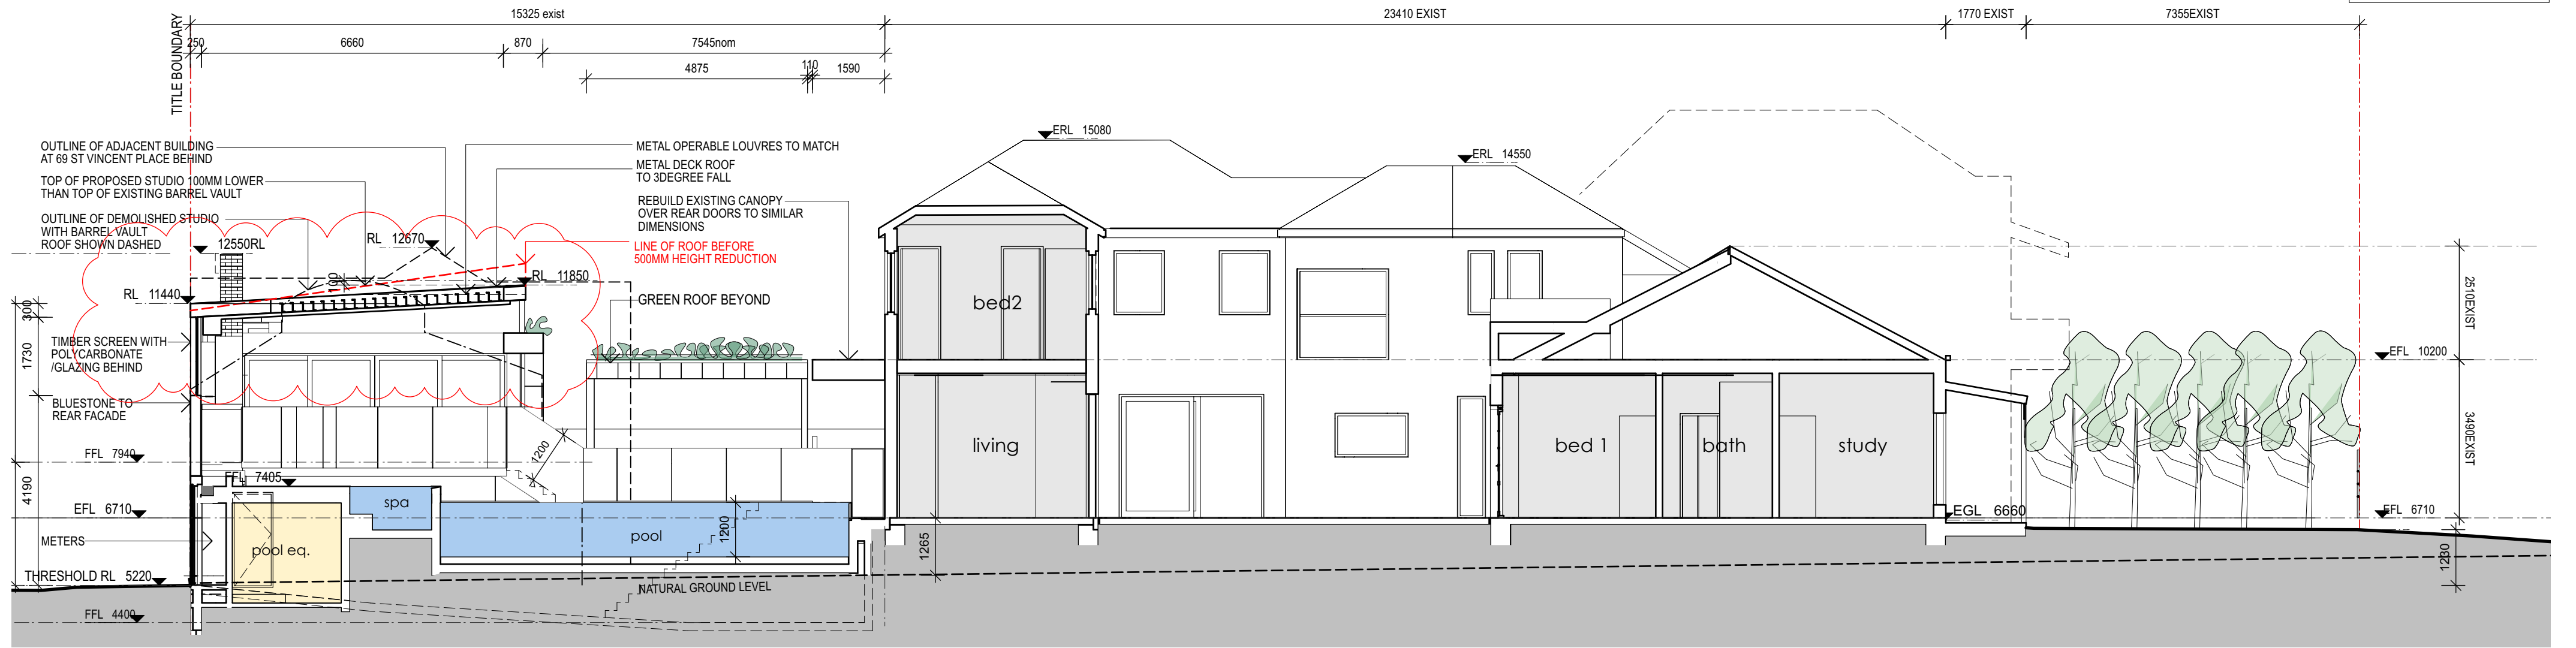 15325 exist
23410 EXIST
1770 EXIST
7355EXIST
TITLE BOUNDARY
250
6660
870
7545nom
4875
110
1590
OUTLINE OF ADJACENT BUILDING
AT 69 ST VINCENT PLACE BEHIND
TOP OF PROPOSED STUDIO 100MM LOWER
THAN TOP OF EXISTING BARREL VAULT
OUTLINE OF DEMOLISHED STUDIO
WITH BARREL VAULT
ROOF SHOWN DASHED
METAL OPERABLE LOUVRES TO MATCH
METAL DECK ROOF
TO 3DEGREE FALL
REBUILD EXISTING CANOPY
OVER REAR DOORS TO SIMILAR
DIMENSIONS
LINE OF ROOF BEFORE
500MM HEIGHT REDUCTION
GREEN ROOF BEYOND
12550RL
RL 12670
100
RL 11850
RL 11440
ERL 15080
ERL 14550
300
1730
4190
TIMBER SCREEN WITH
POLYCARBONATE
/GLAZING BEHIND
BLUESTONE TO
REAR FACADE
FFL 7940
FFL 7405
EFL 6710
METERS
THRESHOLD RL 5220
FFL 4400
1200
spa
pool
1200
pool eq.
NATURAL GROUND LEVEL
1265
bed2
living
bed 1
bath
study
EGL 6660
2510EXIST
EFL 10200
3490EXIST
EFL 6710
1230